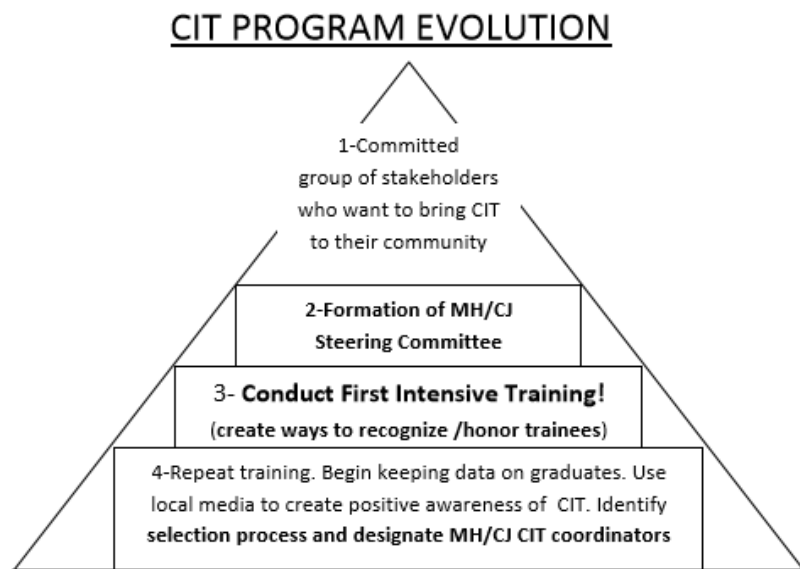 CIT PROGRAM EVOLUTION
1-Committed
group of stakeholders
who want to bring CIT
to their community
2-Formation of MH/CJ
Steering Committee
3- Conduct First Intensive Training!
(create ways to recognize /honor trainees)
4-Repeat training. Begin keeping data on graduates. Use
local media to create positive awareness of  CIT. Identify
selection process and designate MH/CJ CIT coordinators